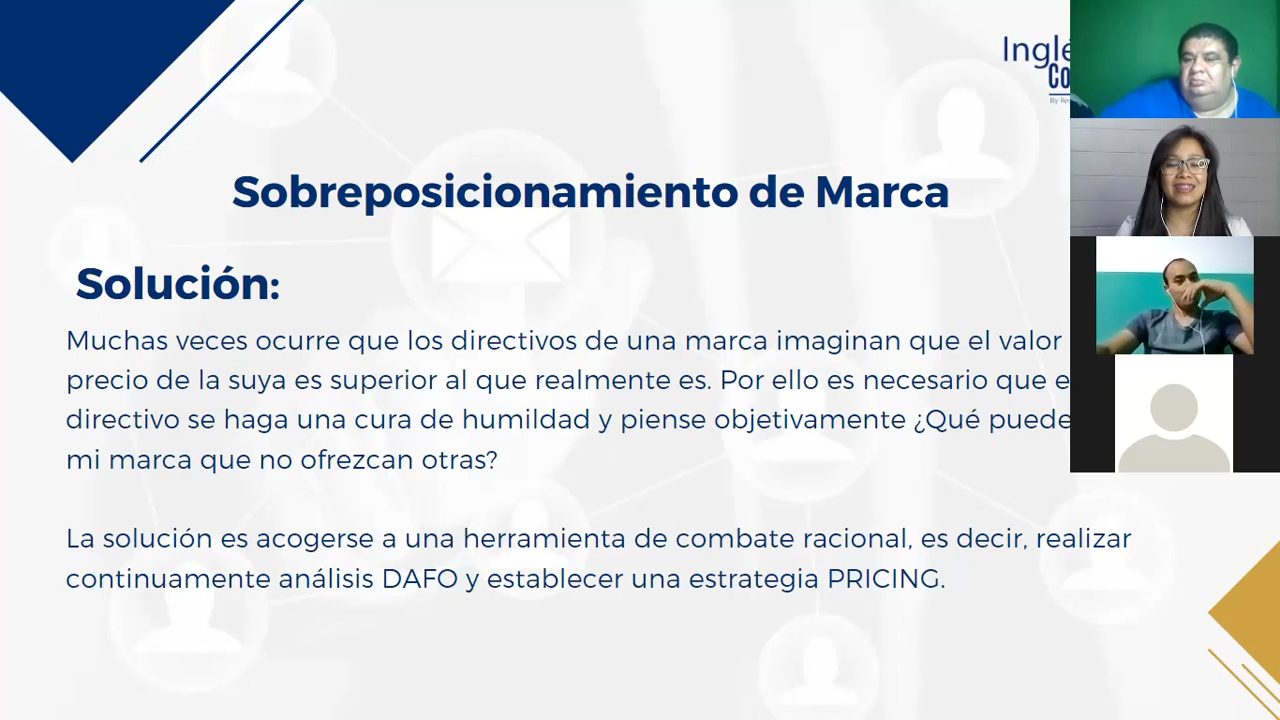 Inglé
Co
By Re
Sobreposicionamiento de Marca
Solución:
Muchas veces ocurre que los directivos de una marca imaginan que el valor
precio de la suya es superior al que realmente es. Por ello es necesario que e
directivo se haga una cura de humildad y piense objetivamente ¿Qué puede
mi marca que no ofrezcan otras?
La solución es acogerse a una herramienta de combate racional, es decir, realizar
continuamente análisis DAFO y establecer una estrategia PRICING.